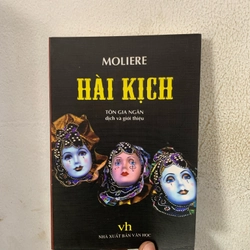 MOLIERE
HÀI KỊCH
TÔN GIA NGÂN
dịch và giới thiệu
vh
NHÀ XUẤT BẢN VĂN HỌC